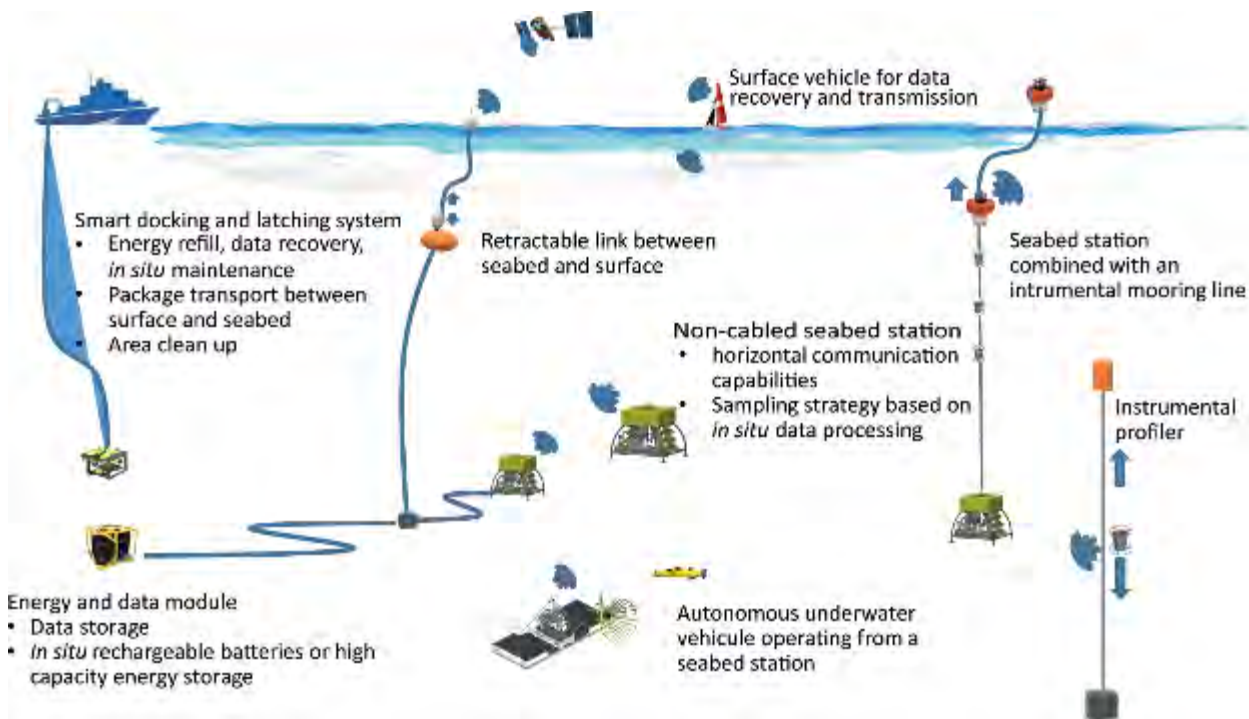 Surface vehicle for data
recovery and transmission
Smart docking and latching system
• Energy refill, data recovery,
in situ maintenance
• Package transport between
surface and seabed
• Area clean up
Retractable link between
seabed and surface
Seabed station
combined with an
intrumental mooring line
Non-cabled seabed station
• horizontal communication
capabilities
• Sampling strategy based on
in situ data processing
Instrumental
profiler
Energy and data module
• Data storage
• In situ rechargeable batteries or high
capacity energy storage
Autonomous underwater
vehicule operating from a
seabed station